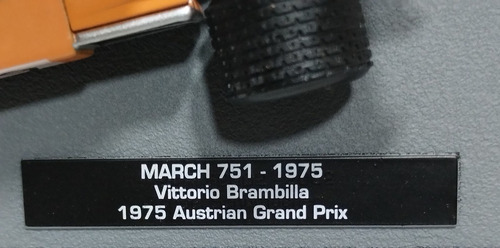 MARCH 751 - 1975
Vittorio Brambilla
1975 Austrian Grand Prix